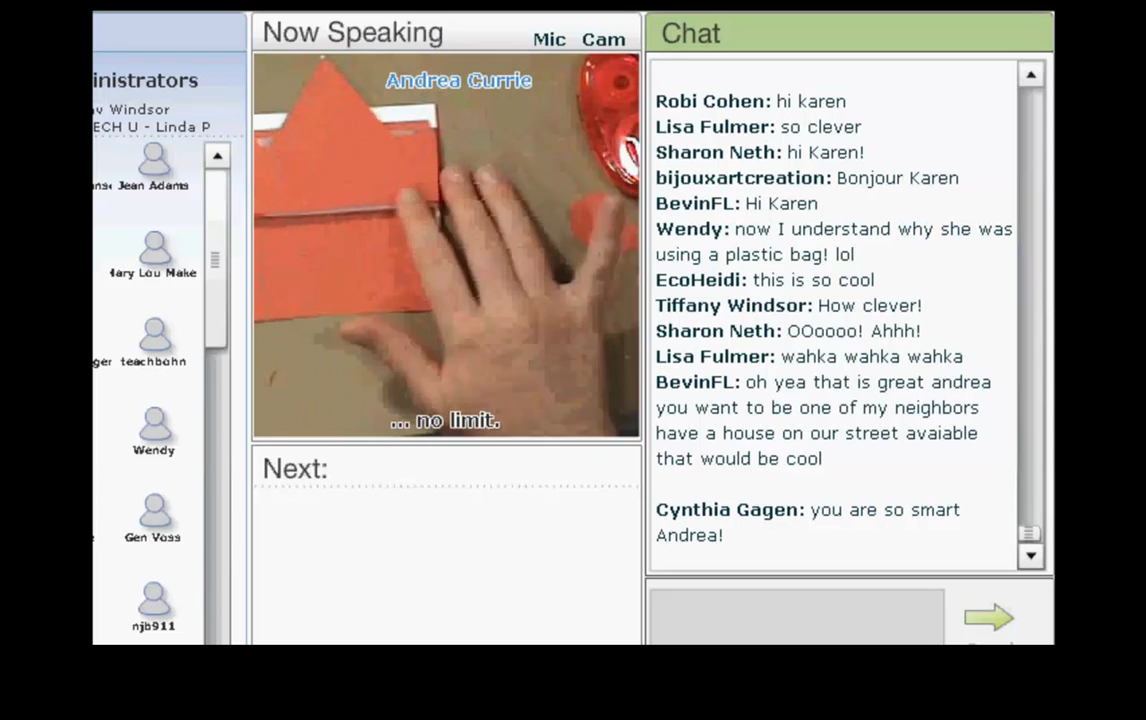 Now Speaking
Mic Cam
Chat
inistrators
Windsor
ECH U - Linda P
Jean Adams
teachbohn
Wendy
Gen Voss
njb911
Andrea Currie
... no limit.
Next:
Robi Cohen: hi karen
Lisa Fulmer: so clever
Sharon Neth: hi Karen!
bijouxartcreation: Bonjour Karen
BevinFL: Hi Karen
Wendy: now I understand why she was
using a plastic bag! lol
EcoHeidi: this is so cool
Tiffany Windsor: How clever!
Sharon Neth: OOoooo! Ahhh!
Lisa Fulmer: wahka wahka wahka
BevinFL: oh yea that is great andrea
you want to be one of my neighbors
have a house on our street avaiable
that would be cool
Cynthia Gagen: you are so smart
Andrea!